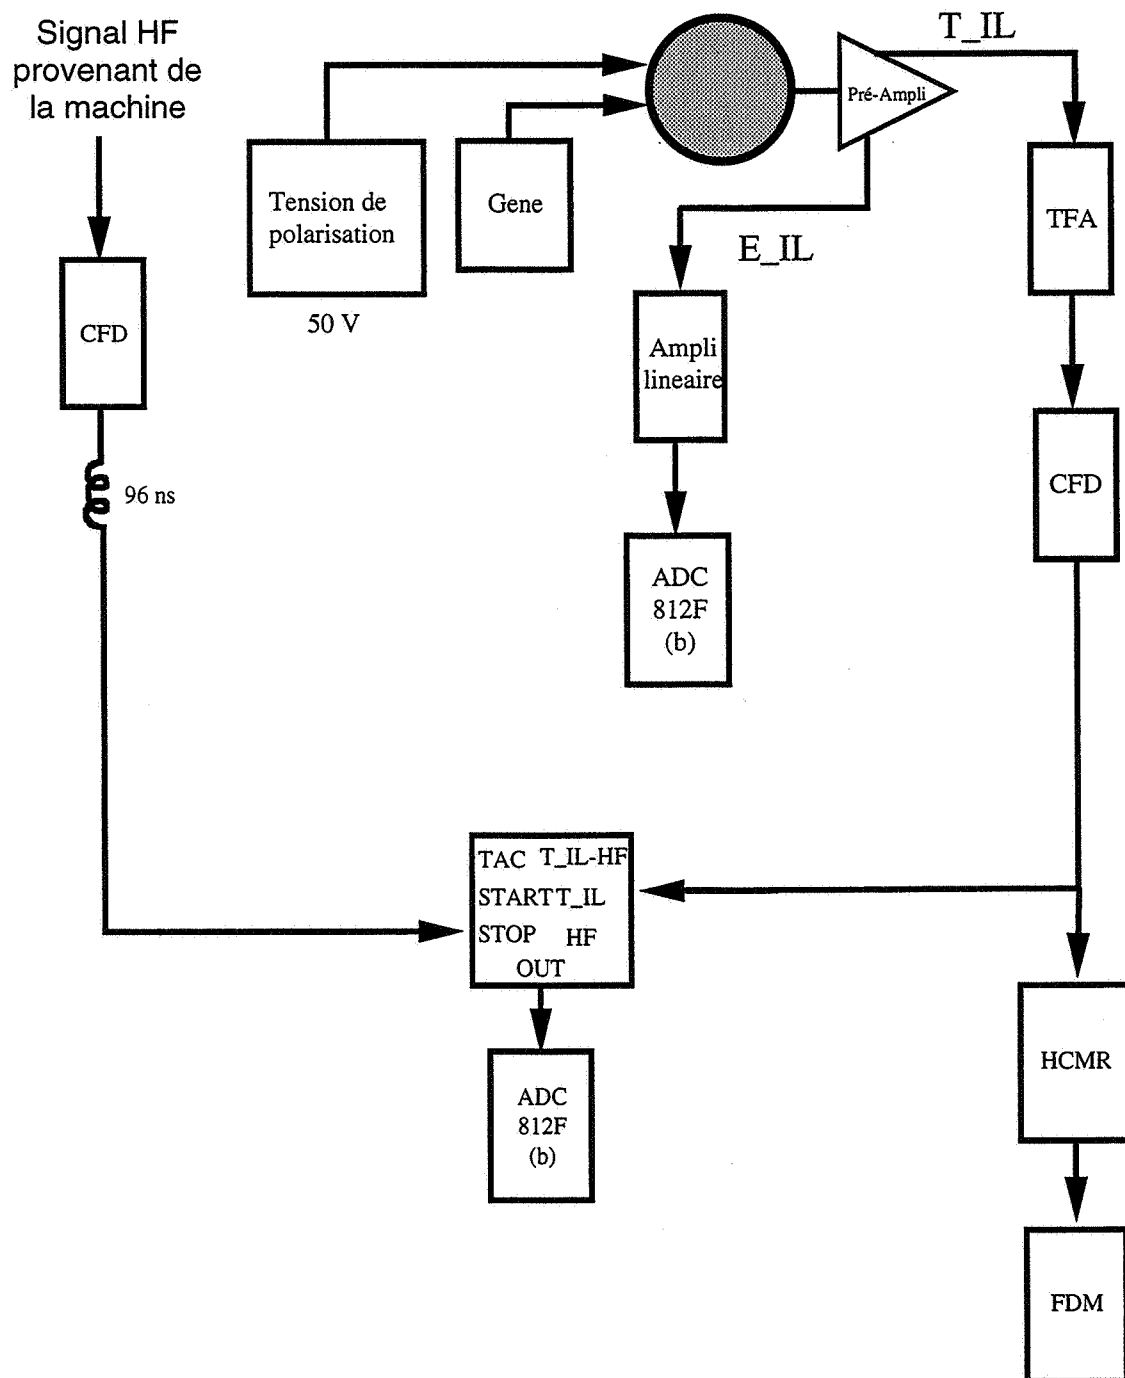 Signal HF
provenant de
la machine
T_IL
Pré-Ampli
Tension de
polarisation
Gene
TFA
E_IL
50 V
CFD
Ampli
lineaire
CFD
96 ns
ADC
812F
(b)
TAC T_IL-HF
START T_IL
STOP HF
OUT
HCMR
ADC
812F
(b)
FDM